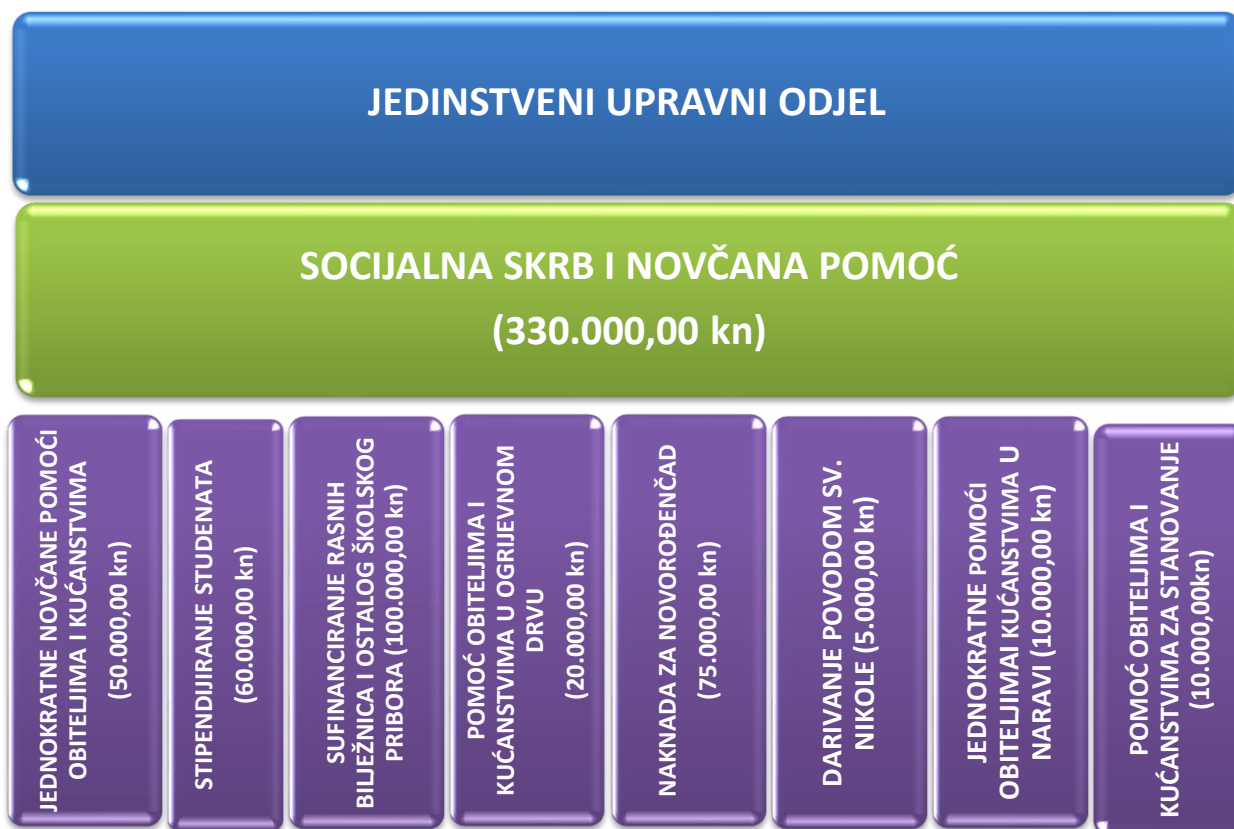 JEDINSTVENI UPRAVNI ODJEL
SOCIJALNA SKRB I NOVČANA POMOĆ
(330.000,00 kn)
JEDNOKRATNE NOVČANE POMOĆI
OBITELJIMA I KUĆANSTVIMA
(50.000,00 kn)
STIPENDIJIRANJE STUDENATA
(60.000,00 kn)
SUFINANCIRANJE RASNIH
BILJEŽNICA I OSTALOG ŠKOLSKOG
PRIBORA (100.000,00 kn)
POMOĆ OBITELJIMA I
KUĆANSTVIMA U OGRIJEVNOM
DRVU
(20.000,00 kn)
NAKNADA ZA NOVOROĐENČAD
(75.000,00 kn)
DARIVANJE POVODOM SV.
NIKOLE (5.000,00 kn)
JEDNOKRATNE POMOĆI
OBITELJIMAI KUĆANSTVIMA U
NARAVI (10.000,00 kn)
POMOĆ OBITELJIMA I
KUĆANSTVIMA ZA STANOVANJE
(10.000,00kn)